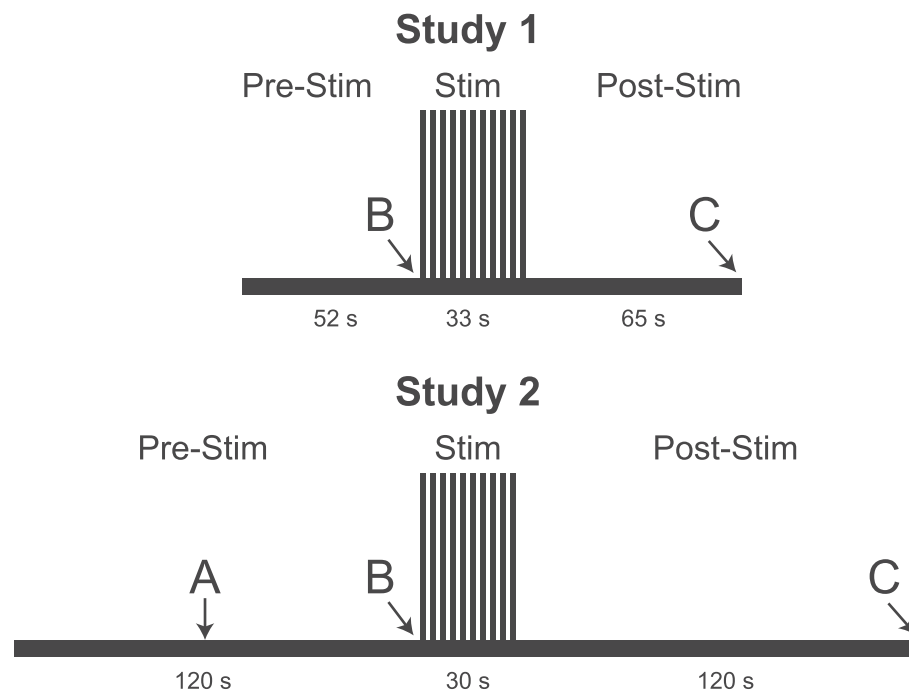 Study 1
Pre-Stim Stim Post-Stim
B C
52 s 33 s 65 s
Study 2
Pre-Stim Stim Post-Stim
A B C
120 s 30 s 120 s